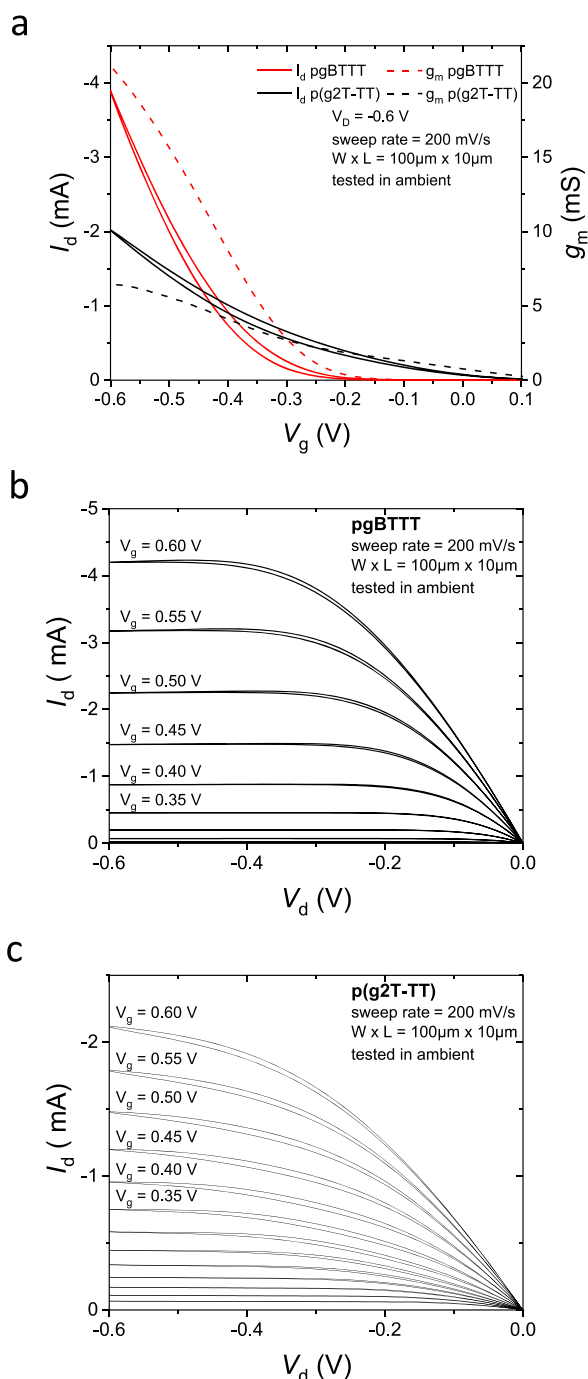 a
I_d pgBTTT g_m pgBTTT
I_d p(g2T-TT) g_m p(g2T-TT)
V_D = -0.6 V
sweep rate = 200 mV/s
W x L = 100µm x 10µm
tested in ambient
-4
-3
-2
-1
0
I_d (mA)
20
15
10
5
0
g_m (mS)
-0.6 -0.5 -0.4 -0.3 -0.2 -0.1 0.0 0.1
V_g (V)
b
pgBTTT
sweep rate = 200 mV/s
W x L = 100µm x 10µm
tested in ambient
V_g = 0.60 V
V_g = 0.55 V
V_g = 0.50 V
V_g = 0.45 V
V_g = 0.40 V
V_g = 0.35 V
-5
-4
-3
-2
-1
0
I_d ( mA)
-0.6 -0.4 -0.2 0.0
V_d (V)
c
p(g2T-TT)
sweep rate = 200 mV/s
W x L = 100µm x 10µm
tested in ambient
V_g = 0.60 V
V_g = 0.55 V
V_g = 0.50 V
V_g = 0.45 V
V_g = 0.40 V
V_g = 0.35 V
-2
-1
0
I_d ( mA)
-0.6 -0.4 -0.2 0.0
V_d (V)